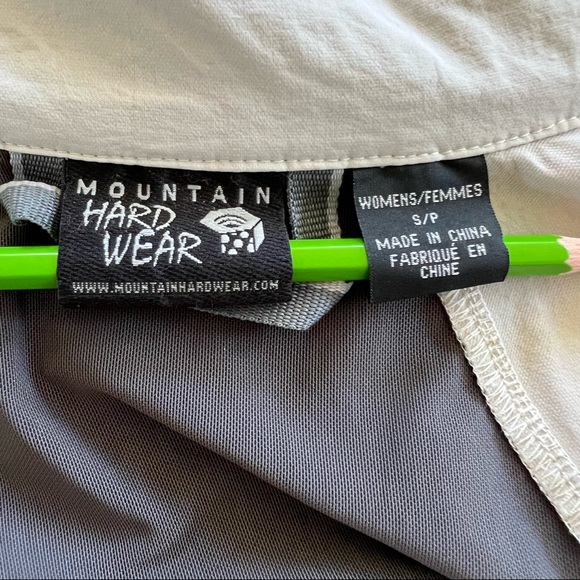 MOUNTAIN
HARD
WEAR
WWW.MOUNTAINHARDWEAR.COM
WOMENS/FEMMES
S/P
MADE IN CHINA
FABRIQUÉ EN
CHINE